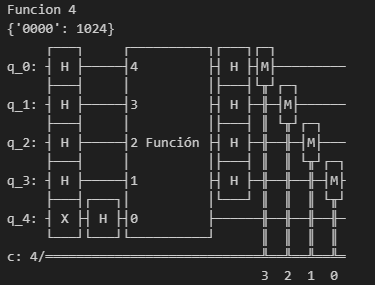 Funcion 4
{'0000': 1024}
q_0: H 4 H M
q_1: H 3 H M
q_2: H 2 Función H M
q_3: H 1 H M
q_4: X H 0
c: 4/
3 2 1 0